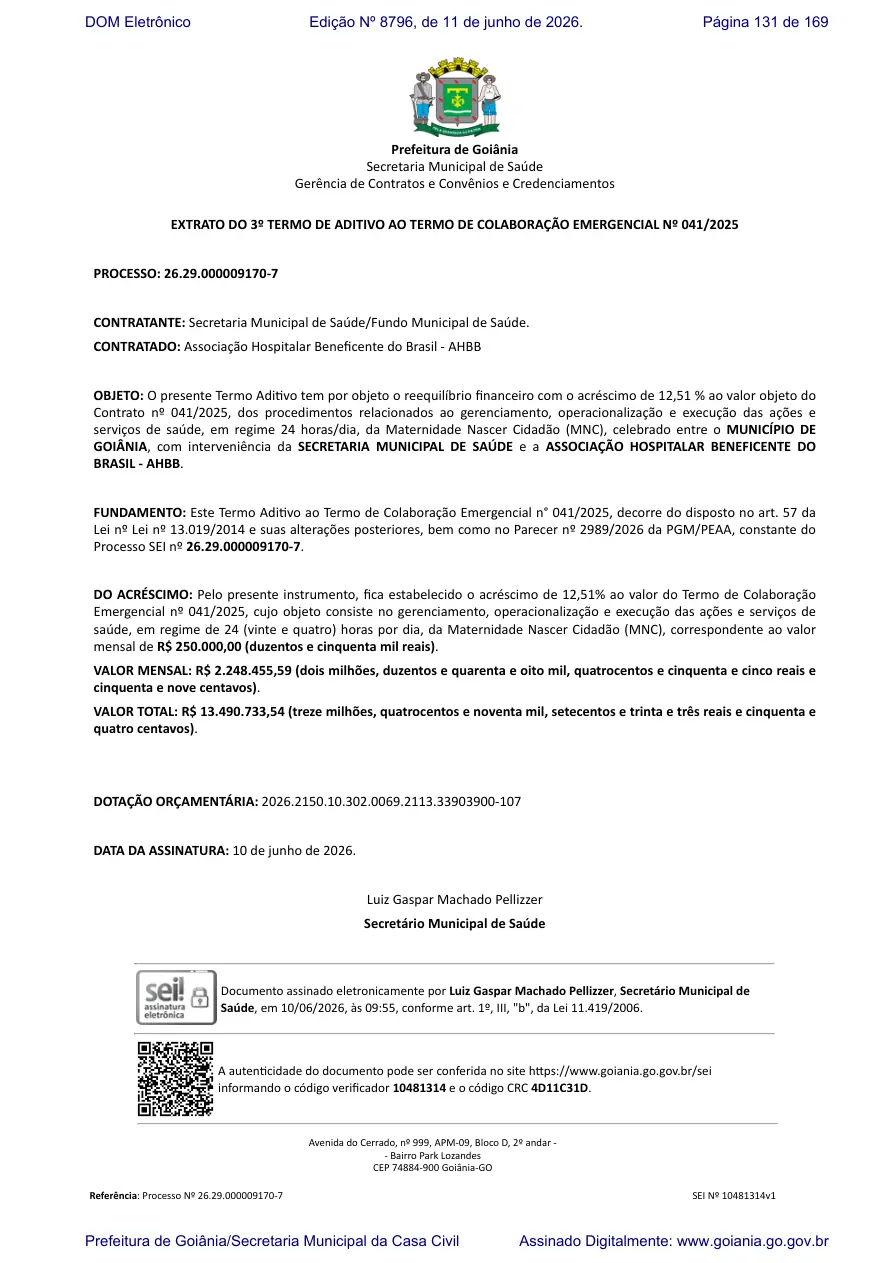 DOM Eletrônico Edição Nº 8796, de 11 de junho de 2026. Página 131 de 169
Prefeitura de Goiânia
Secretaria Municipal de Saúde
Gerência de Contratos e Convênios e Credenciamentos
EXTRATO DO 3º TERMO DE ADITIVO AO TERMO DE COLABORAÇÃO EMERGENCIAL Nº 041/2025
PROCESSO: 26.29.000009170-7
CONTRATANTE: Secretaria Municipal de Saúde/Fundo Municipal de Saúde.
CONTRATADO: Associação Hospitalar Beneficente do Brasil - AHBB
OBJETO: O presente Termo Aditivo tem por objeto o reequilíbrio financeiro com o acréscimo de 12,51 % ao valor objeto do
Contrato nº 041/2025, dos procedimentos relacionados ao gerenciamento, operacionalização e execução das ações e
serviços de saúde, em regime 24 horas/dia, da Maternidade Nascer Cidadão (MNC), celebrado entre o MUNICÍPIO DE
GOIÂNIA, com interveniência da SECRETARIA MUNICIPAL DE SAÚDE e a ASSOCIAÇÃO HOSPITALAR BENEFICENTE DO
BRASIL - AHBB.
FUNDAMENTO: Este Termo Aditivo ao Termo de Colaboração Emergencial n° 041/2025, decorre do disposto no art. 57 da
Lei nº Lei nº 13.019/2014 e suas alterações posteriores, bem como no Parecer nº 2989/2026 da PGM/PEAA, constante do
Processo SEI nº 26.29.000009170-7.
DO ACRÉSCIMO: Pelo presente instrumento, fica estabelecido o acréscimo de 12,51% ao valor do Termo de Colaboração
Emergencial nº 041/2025, cujo objeto consiste no gerenciamento, operacionalização e execução das ações e serviços de
saúde, em regime de 24 (vinte e quatro) horas por dia, da Maternidade Nascer Cidadão (MNC), correspondente ao valor
mensal de R$ 250.000,00 (duzentos e cinquenta mil reais).
VALOR MENSAL: R$ 2.248.455,59 (dois milhões, duzentos e quarenta e oito mil, quatrocentos e cinquenta e cinco reais e
cinquenta e nove centavos).
VALOR TOTAL: R$ 13.490.733,54 (treze milhões, quatrocentos e noventa mil, setecentos e trinta e três reais e cinquenta e
quatro centavos).
DOTAÇÃO ORÇAMENTÁRIA: 2026.2150.10.302.0069.2113.33903900-107
DATA DA ASSINATURA: 10 de junho de 2026.
Luiz Gaspar Machado Pellizzer
Secretário Municipal de Saúde
sei!
assinatura
eletrônica
Documento assinado eletronicamente por Luiz Gaspar Machado Pellizzer, Secretário Municipal de
Saúde, em 10/06/2026, às 09:55, conforme art. 1º, III, "b", da Lei 11.419/2006.
A autenticidade do documento pode ser conferida no site https://www.goiania.go.gov.br/sei
informando o código verificador 10481314 e o código CRC 4D11C31D.
Avenida do Cerrado, nº 999, APM-09, Bloco D, 2º andar -
- Bairro Park Lozandes
CEP 74884-900 Goiânia-GO
Referência: Processo Nº 26.29.000009170-7 SEI Nº 10481314v1
Prefeitura de Goiânia/Secretaria Municipal da Casa Civil Assinado Digitalmente: www.goiania.go.gov.br